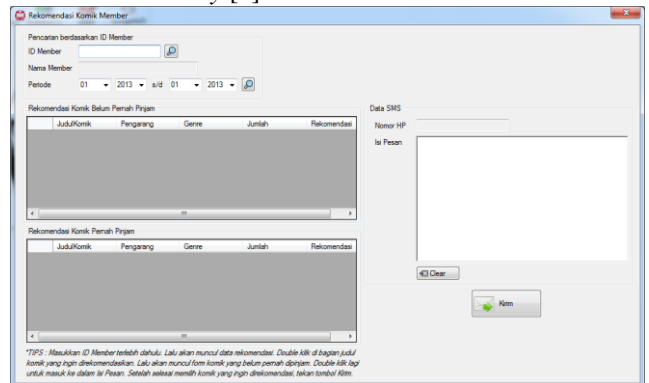 Rekomendasi Komik Member
Pencarian berdasarkan ID Member
ID Member
Nama Member
Periode 01 2013 s/d 01 2013
Rekomendasi Komik Belum Pernah Pinjam
JudulKomik Pengarang Genre Jumlah Rekomendasi
Data SMS
Nomor HP
Isi Pesan
Rekomendasi Komik Pernah Pinjam
JudulKomik Pengarang Genre Jumlah Rekomendasi
Clear
Kirim
*TIPS : Masukkan ID Member terlebih dahulu. Lalu akan muncul data rekomendasi. Double klik di bagian judul
komik yang ingin direkomendasikan. Lalu akan muncul form komik yang belum pernah dipinjam. Double klik lagi
untuk masuk ke dalam Isi Pesan. Setelah selesai memilih komik yang ingin direkomendasi, tekan tombol Kirim.